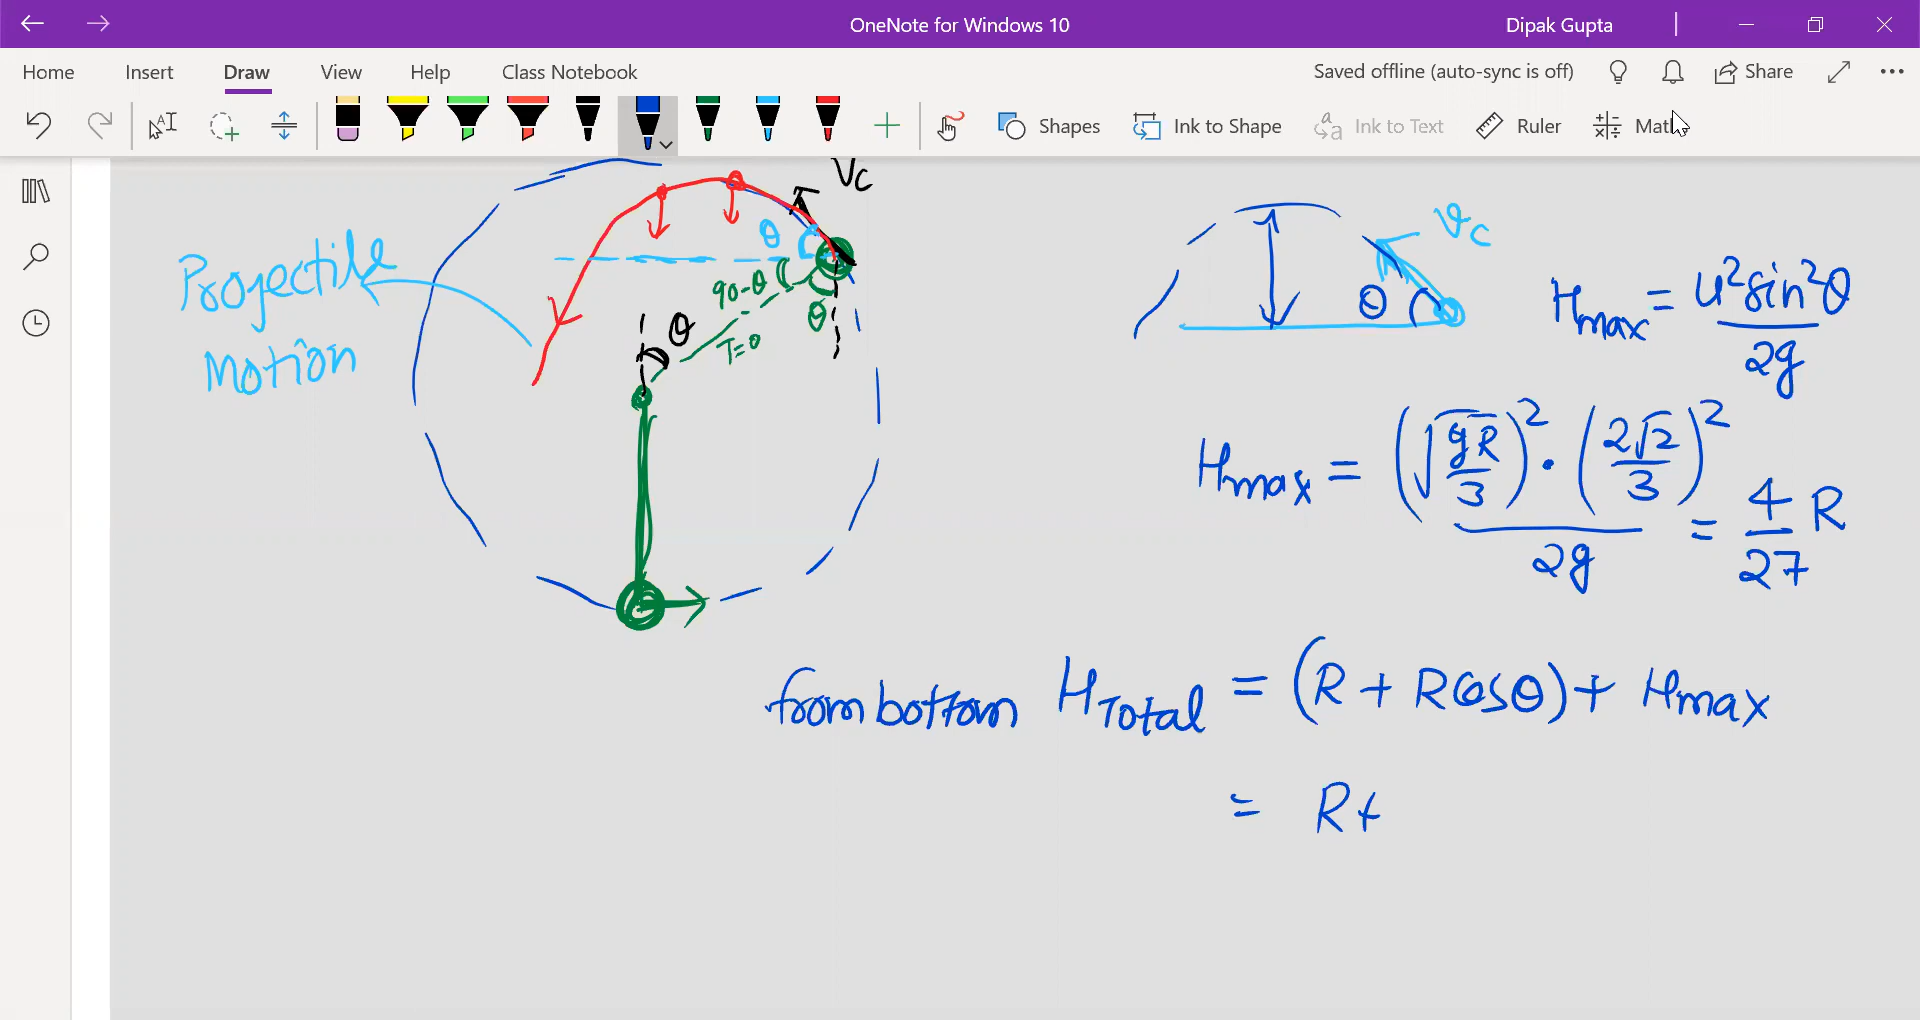 OneNote for Windows 10
Dipak Gupta
Home Insert Draw View Help Class Notebook
Saved offline (auto-sync is off) Share
Shapes Ink to Shape Ink to Text Ruler Math
Vc
θ
90-θ
θ
θ
T=0
Projectile
Motion
vc
θ
Hmax = u²sin²θ / 2g
Hmax = (√(gR/3))² · (2√2/3)² / 2g = 4/27 R
from bottom HTotal = (R + Rcosθ) + Hmax
= R+